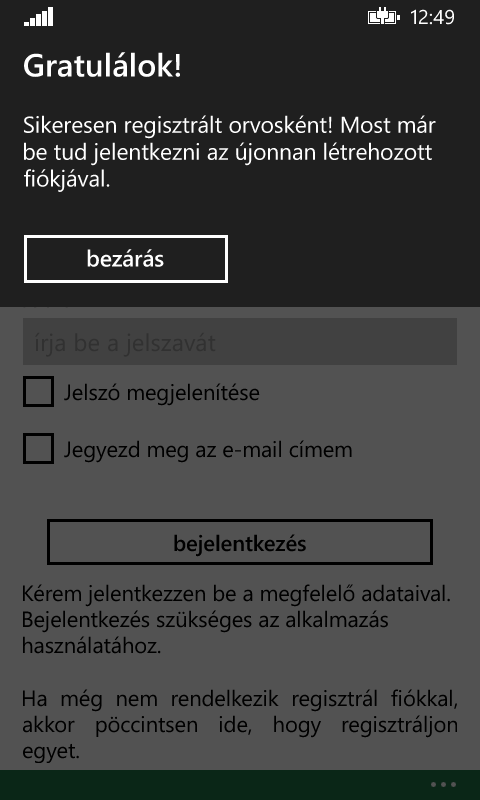 12:49
Gratulálok!
Sikeresen regisztrált orvosként! Most már
be tud jelentkezni az újonnan létrehozott
fiókjával.
bezárás
írja be a jelszavát
Jelszó megjelenítése
Jegyezd meg az e-mail címem
bejelentkezés
Kérem jelentkezzen be a megfelelő adataival.
Bejelentkezés szükséges az alkalmazás
használatához.
Ha még nem rendelkezik regisztrál fiókkal,
akkor pöccintsen ide, hogy regisztráljon
egyet.